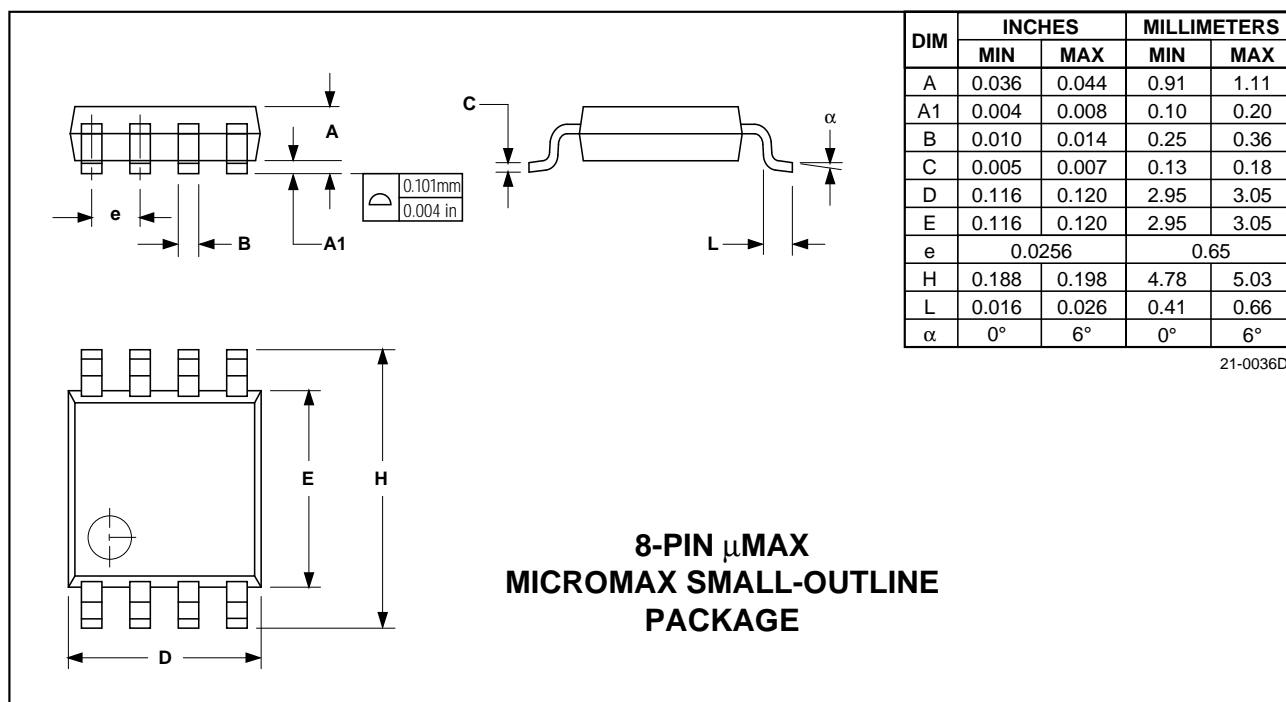 DIM INCHES MILLIMETERS
MIN MAX MIN MAX
A 0.036 0.044 0.91 1.11
A1 0.004 0.008 0.10 0.20
B 0.010 0.014 0.25 0.36
C 0.005 0.007 0.13 0.18
D 0.116 0.120 2.95 3.05
E 0.116 0.120 2.95 3.05
e 0.0256 0.65
H 0.188 0.198 4.78 5.03
L 0.016 0.026 0.41 0.66
α 0° 6° 0° 6°
21-0036D
A
C
α
0.101mm
0.004 in
e
B
A1
L
E
H
D
8-PIN µMAX
MICROMAX SMALL-OUTLINE
PACKAGE